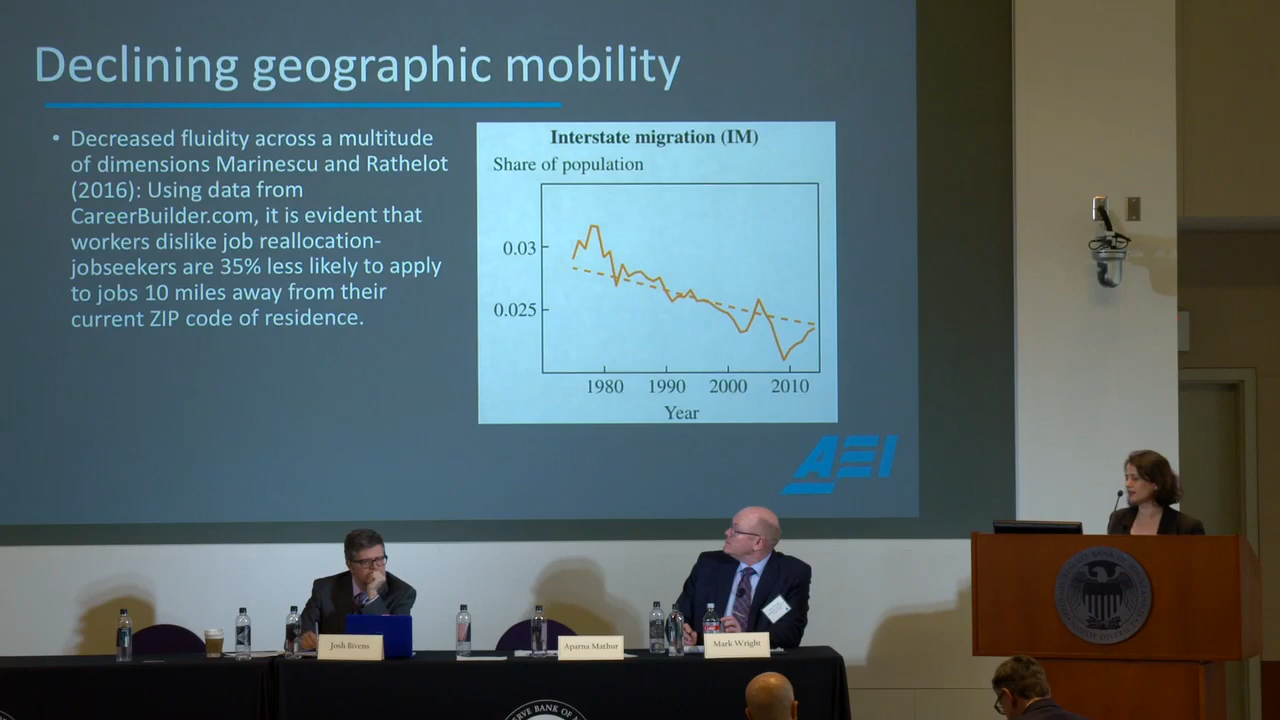 Declining geographic mobility
• Decreased fluidity across a multitude
of dimensions Marinescu and Rathelot
(2016): Using data from
CareerBuilder.com, it is evident that
workers dislike job reallocation-
jobseekers are 35% less likely to apply
to jobs 10 miles away from their
current ZIP code of residence.
Interstate migration (IM)
Share of population
0.03
0.025
1980 1990 2000 2010
Year
AEI
Josh Bivens
Aparna Mathur
Mark Wright